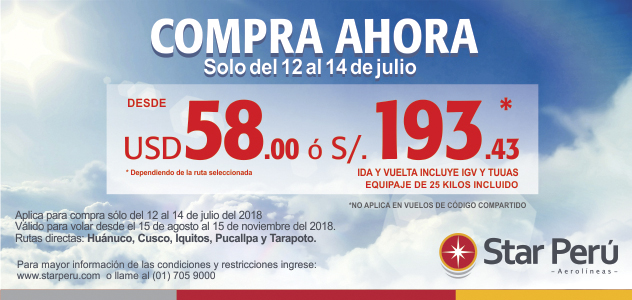 COMPRA AHORA
Solo del 12 al 14 de julio
DESDE
USD 58.00 ó S/. 193.43 *
* Dependiendo de la ruta seleccionada
IDA Y VUELTA INCLUYE IGV Y TUUAS
EQUIPAJE DE 25 KILOS INCLUIDO
*NO APLICA EN VUELOS DE CÓDIGO COMPARTIDO
Aplica para compra sólo del 12 al 14 de julio del 2018
Válido para volar desde el 15 de agosto al 15 de noviembre del 2018.
Rutas directas: Huánuco, Cusco, Iquitos, Pucallpa y Tarapoto.
Para mayor información de las condiciones y restricciones ingrese:
www.starperu.com o llame al (01) 705 9000
Star Perú
- Aerolíneas -